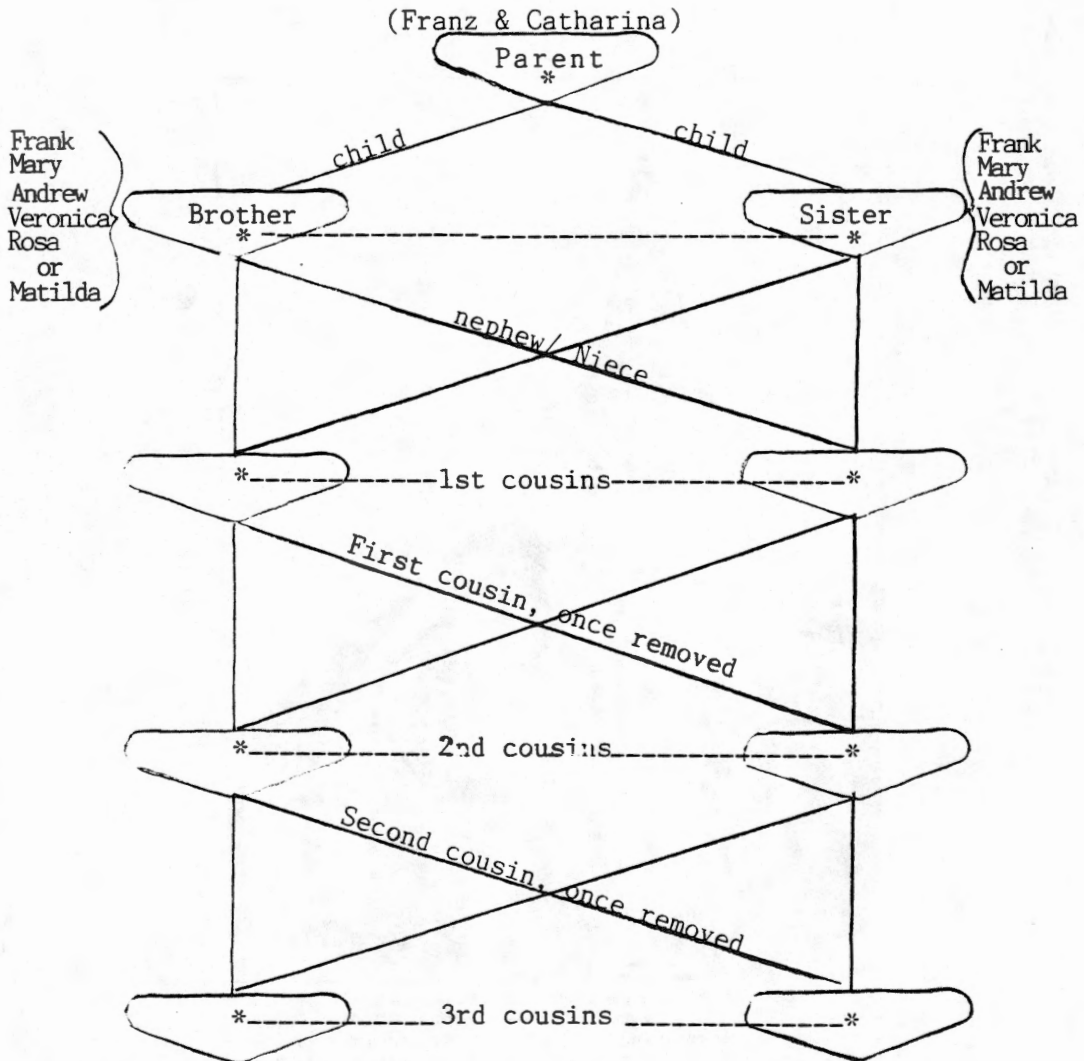 (Franz & Catharina)
Parent
*
child
child
Frank
Mary
Andrew
Veronica
Rosa
or
Matilda
Brother
*
Sister
*
Frank
Mary
Andrew
Veronica
Rosa
or
Matilda
nephew/ Niece
* 1st cousins *
First cousin, once removed
* 2nd cousins *
Second cousin, once removed
* 3rd cousins *